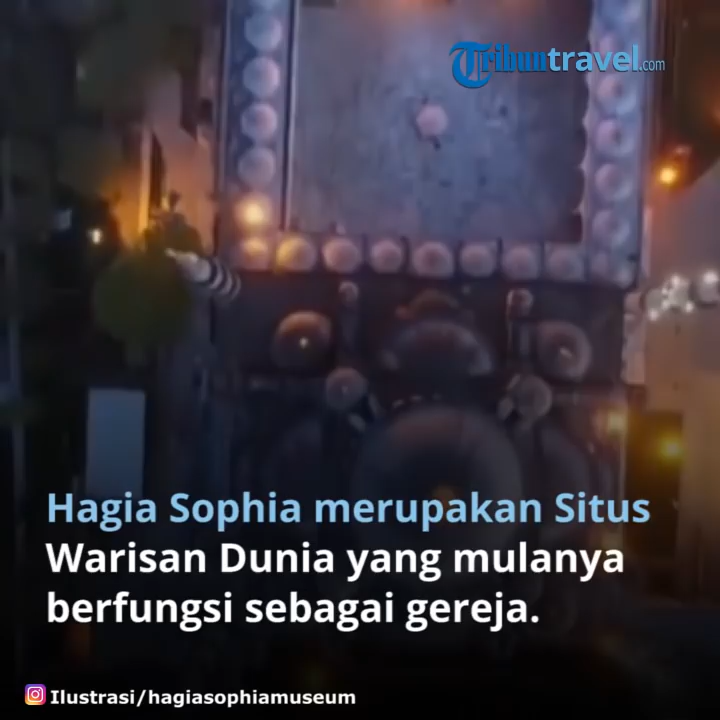 Tribuntravel.com
Hagia Sophia merupakan Situs
Warisan Dunia yang mulanya
berfungsi sebagai gereja.
Ilustrasi/hagiasophiamuseum